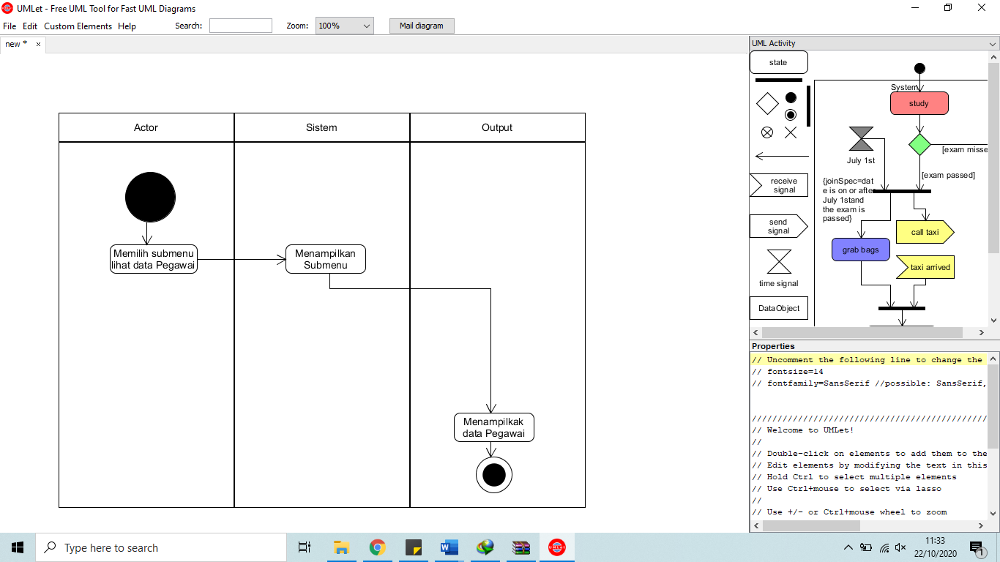 UMLet - Free UML Tool for Fast UML Diagrams
File Edit Custom Elements Help Search: Zoom: 100% Mail diagram
new *
Actor
Sistem
Output
Memilih submenu
lihat data Pegawai
Menampilkan
Submenu
Menampilkak
data Pegawai
UML Activity
state
receive
signal
send
signal
time signal
DataObject
System
study
July 1st
[exam misse
[exam passed]
{joinSpec=dat
e is on or after
July 1stand
the exam is
passed}
call taxi
grab bags
taxi arrived
Properties
// Uncomment the following line to change the
// fontsize=14
// fontfamily=SansSerif //possible: SansSerif,
//////////////////////////////////////////////
// Welcome to UMLet!
//
// Double-click on elements to add them to the
// Edit elements by modifying the text in this
// Hold Ctrl to select multiple elements
// Use Ctrl+mouse to select via lasso
//
// Use +/- or Ctrl+mouse wheel to zoom
Type here to search
11:33
22/10/2020
1